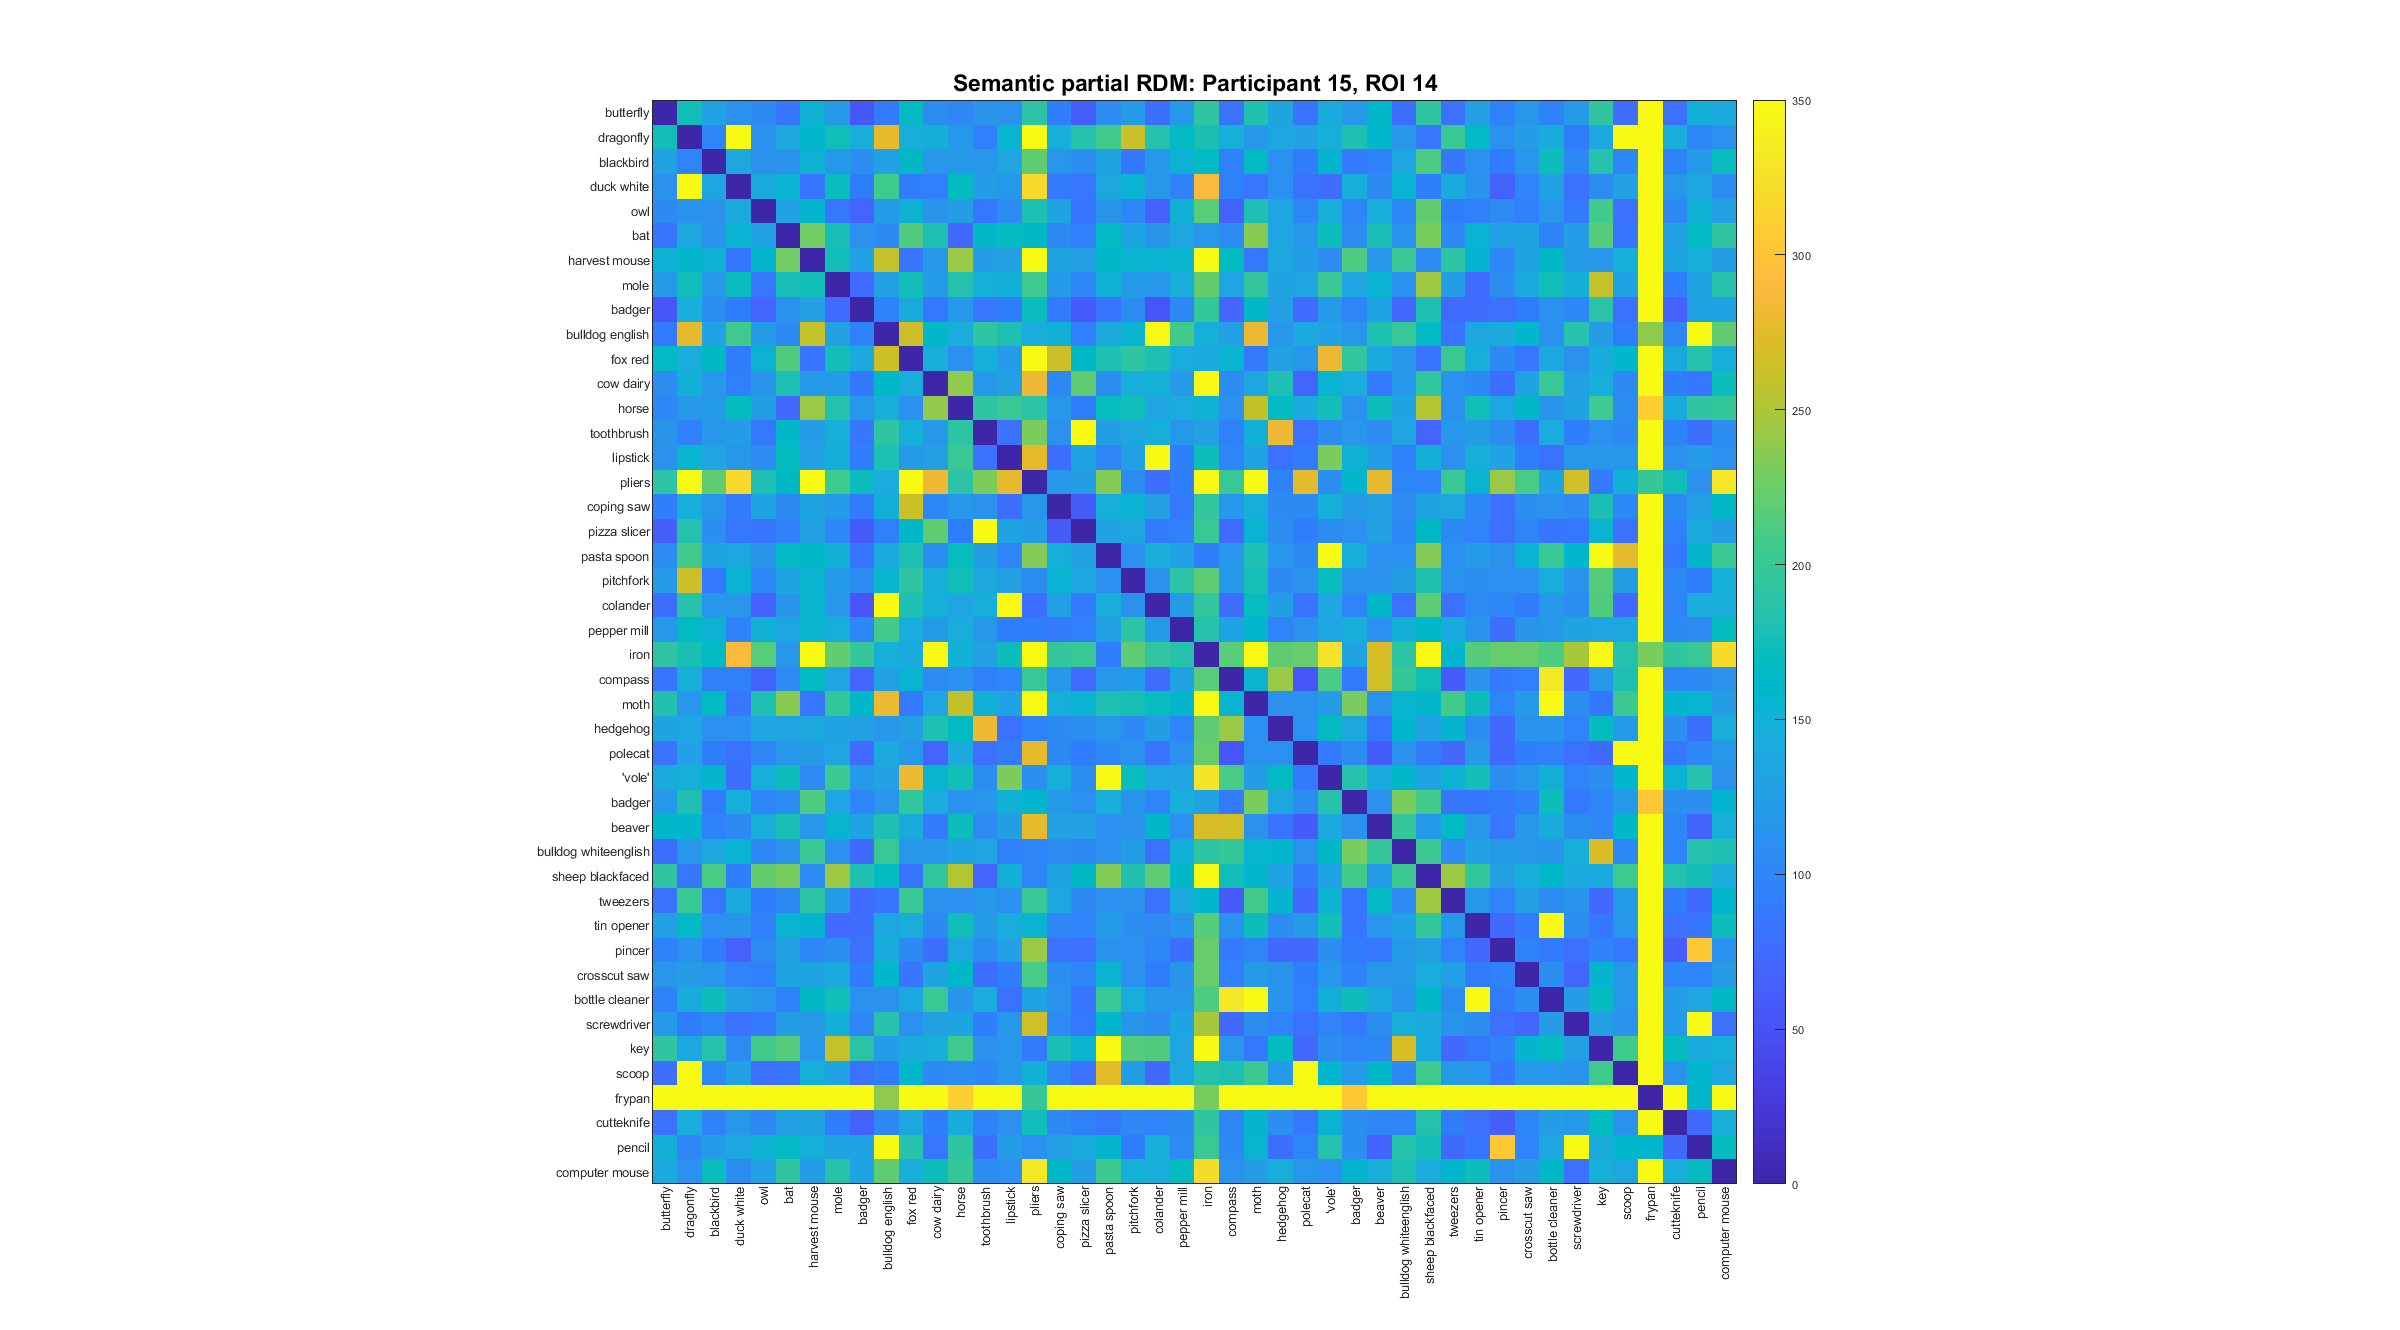 Semantic partial RDM: Participant 15, ROI 14
butterfly
dragonfly
blackbird
duck white
owl
bat
harvest mouse
mole
badger
bulldog english
fox red
cow dairy
horse
toothbrush
lipstick
pliers
coping saw
pizza slicer
pasta spoon
pitchfork
colander
pepper mill
iron
compass
moth
hedgehog
polecat
'vole'
badger
beaver
bulldog whiteenglish
sheep blackfaced
tweezers
tin opener
pincer
crosscut saw
bottle cleaner
screwdriver
key
scoop
frypan
cutteknife
pencil
computer mouse
butterfly
dragonfly
blackbird
duck white
owl
bat
harvest mouse
mole
badger
bulldog english
fox red
cow dairy
horse
toothbrush
lipstick
pliers
coping saw
pizza slicer
pasta spoon
pitchfork
colander
pepper mill
iron
compass
moth
hedgehog
polecat
'vole'
badger
beaver
bulldog whiteenglish
sheep blackfaced
tweezers
tin opener
pincer
crosscut saw
bottle cleaner
screwdriver
key
scoop
frypan
cutteknife
pencil
computer mouse
350
300
250
200
150
100
50
0